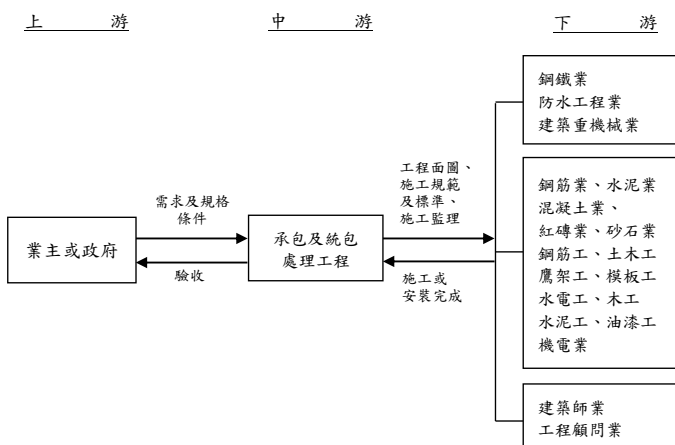 上游
中游
下游
鋼鐵業
防水工程業
建築重機械業
工程面圖、
施工規範
及標準、
施工監理
需求及規格
條件
業主或政府
驗收
承包及統包
處理工程
施工或
安裝完成
鋼筋業、水泥業
混凝土業、
紅磚業、砂石業
鋼筋工、土木工
鷹架工、模板工
水電工、木工
水泥工、油漆工
機電業
建築師業
工程顧問業